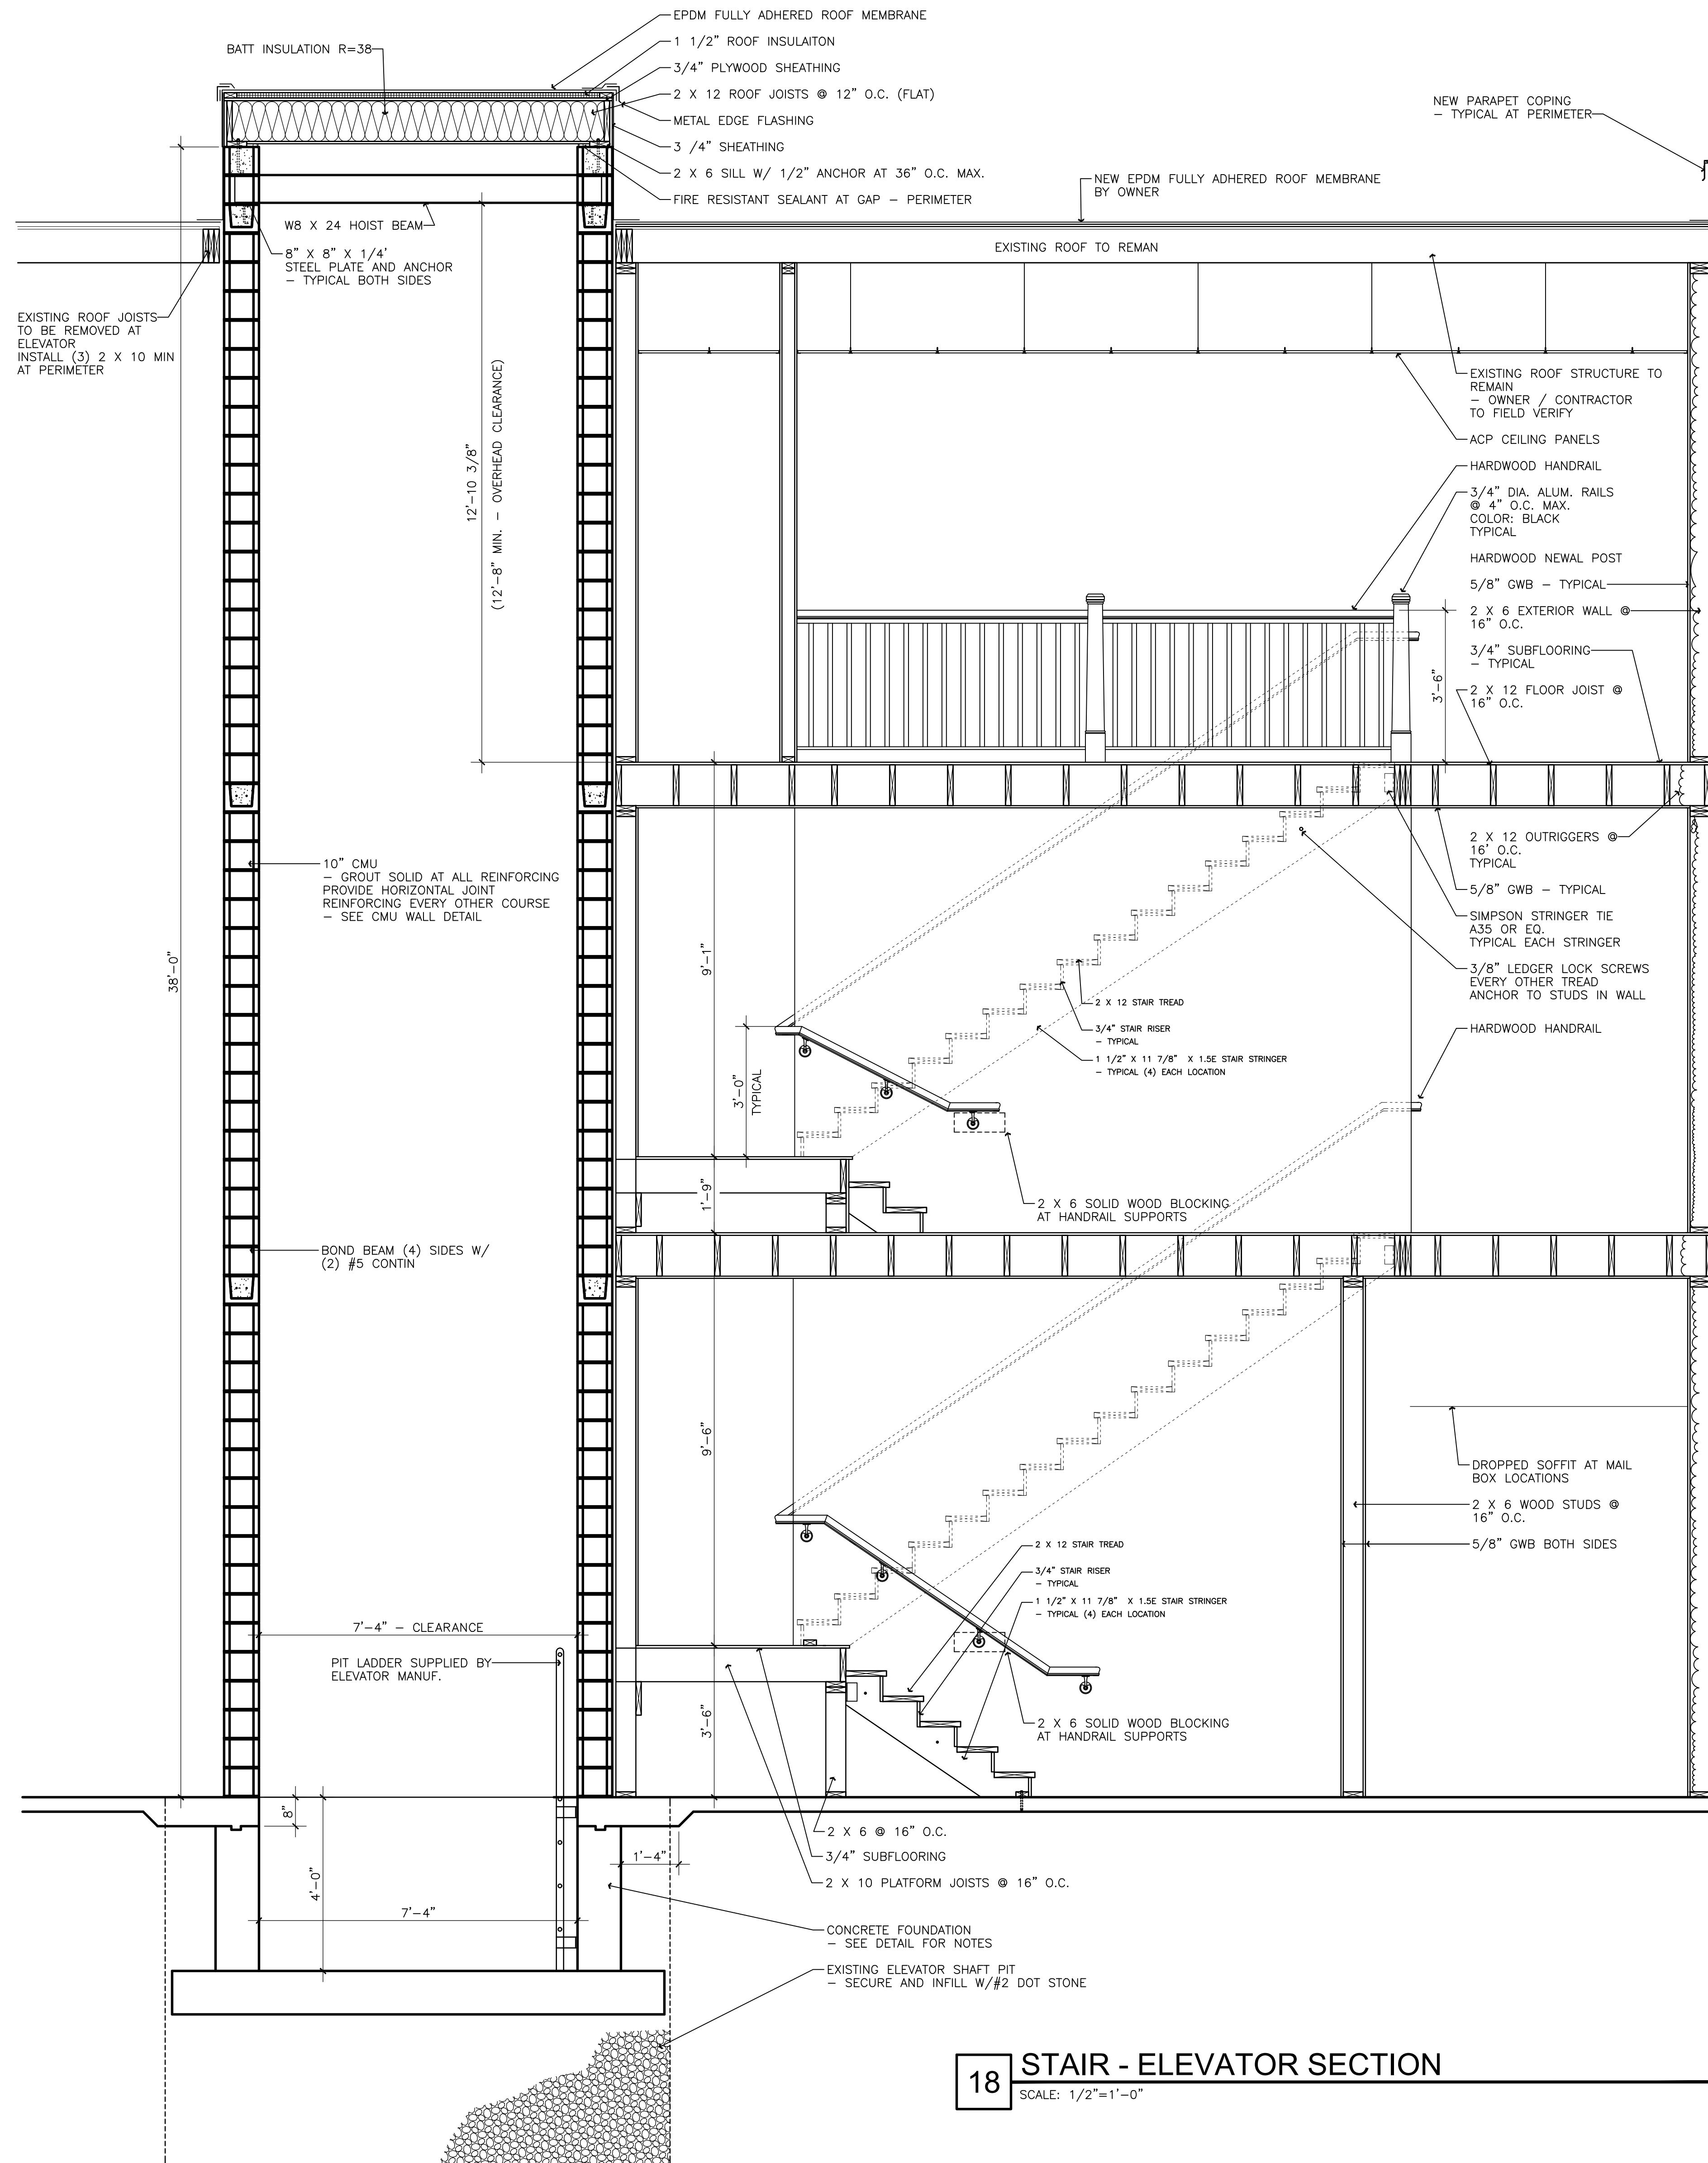 EPDM FULLY ADHERED ROOF MEMBRANE
BATT INSULATION R=38
1 1/2" ROOF INSULAITON
3/4" PLYWOOD SHEATHING
2 X 12 ROOF JOISTS @ 12" O.C. (FLAT)
METAL EDGE FLASHING
3 /4" SHEATHING
2 X 6 SILL W/ 1/2" ANCHOR AT 36" O.C. MAX.
FIRE RESISTANT SEALANT AT GAP – PERIMETER
NEW PARAPET COPING
– TYPICAL AT PERIMETER
NEW EPDM FULLY ADHERED ROOF MEMBRANE
BY OWNER
W8 X 24 HOIST BEAM
8" X 8" X 1/4'
STEEL PLATE AND ANCHOR
– TYPICAL BOTH SIDES
EXISTING ROOF TO REMAN
EXISTING ROOF JOISTS
TO BE REMOVED AT
ELEVATOR
INSTALL (3) 2 X 10 MIN
AT PERIMETER
12'–10 3/8"
(12'–8" MIN. – OVERHEAD CLEARANCE)
EXISTING ROOF STRUCTURE TO
REMAIN
– OWNER / CONTRACTOR
TO FIELD VERIFY
ACP CEILING PANELS
HARDWOOD HANDRAIL
3/4" DIA. ALUM. RAILS
@ 4" O.C. MAX.
COLOR: BLACK
TYPICAL
HARDWOOD NEWAL POST
5/8" GWB – TYPICAL
2 X 6 EXTERIOR WALL @
16" O.C.
3/4" SUBFLOORING
– TYPICAL
2 X 12 FLOOR JOIST @
16" O.C.
3'–6"
2 X 12 OUTRIGGERS @
16' O.C.
TYPICAL
5/8" GWB – TYPICAL
SIMPSON STRINGER TIE
A35 OR EQ.
TYPICAL EACH STRINGER
3/8" LEDGER LOCK SCREWS
EVERY OTHER TREAD
ANCHOR TO STUDS IN WALL
HARDWOOD HANDRAIL
10" CMU
– GROUT SOLID AT ALL REINFORCING
PROVIDE HORIZONTAL JOINT
REINFORCING EVERY OTHER COURSE
– SEE CMU WALL DETAIL
38'–0"
9'–1"
2 X 12 STAIR TREAD
3/4" STAIR RISER
– TYPICAL
1 1/2" X 11 7/8" X 1.5E STAIR STRINGER
– TYPICAL (4) EACH LOCATION
3'–0"
TYPICAL
1'–9"
2 X 6 SOLID WOOD BLOCKING
AT HANDRAIL SUPPORTS
BOND BEAM (4) SIDES W/
(2) #5 CONTIN
9'–6"
DROPPED SOFFIT AT MAIL
BOX LOCATIONS
2 X 6 WOOD STUDS @
16" O.C.
5/8" GWB BOTH SIDES
2 X 12 STAIR TREAD
3/4" STAIR RISER
– TYPICAL
1 1/2" X 11 7/8" X 1.5E STAIR STRINGER
– TYPICAL (4) EACH LOCATION
7'–4" – CLEARANCE
PIT LADDER SUPPLIED BY
ELEVATOR MANUF.
3'–6"
2 X 6 SOLID WOOD BLOCKING
AT HANDRAIL SUPPORTS
8"
2 X 6 @ 16" O.C.
3/4" SUBFLOORING
1'–4"
2 X 10 PLATFORM JOISTS @ 16" O.C.
4'–0"
7'–4"
CONCRETE FOUNDATION
– SEE DETAIL FOR NOTES
EXISTING ELEVATOR SHAFT PIT
– SECURE AND INFILL W/#2 DOT STONE
18
STAIR - ELEVATOR SECTION
SCALE: 1/2"=1'–0"